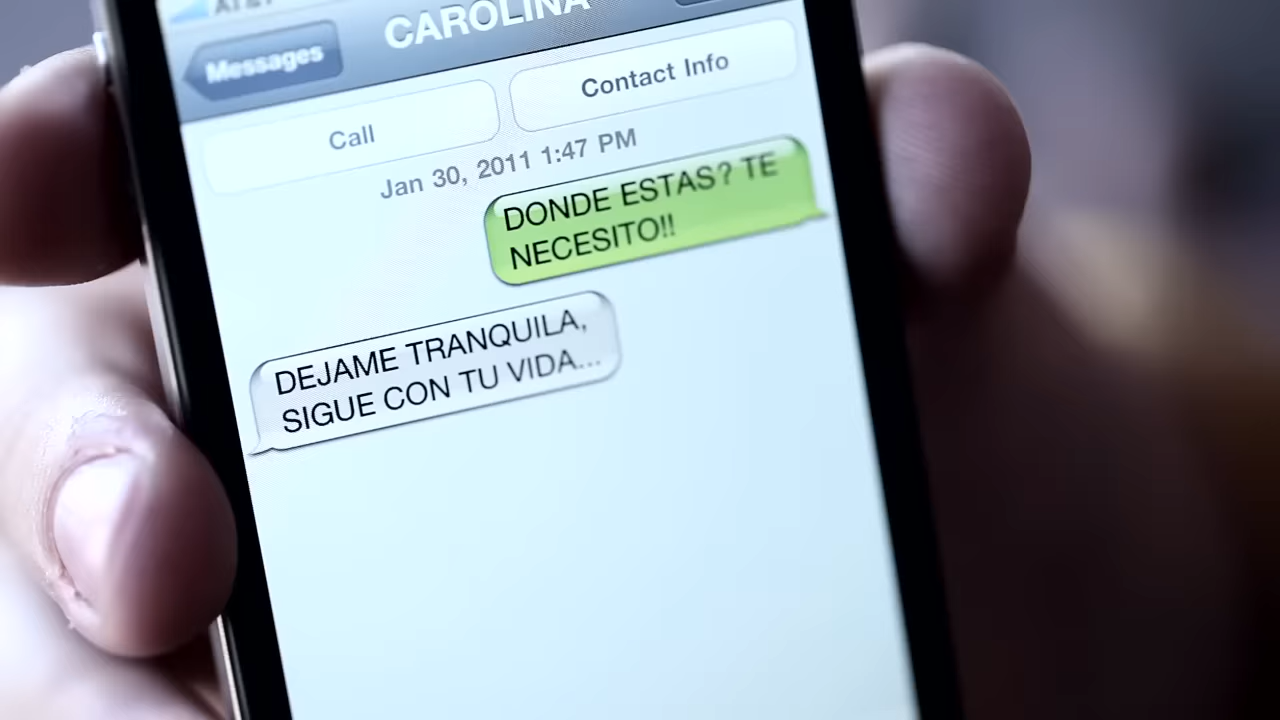 AT&T
CAROLINA
Messages
Call
Contact Info
Jan 30, 2011 1:47 PM
DONDE ESTAS? TE
NECESITO!!
DEJAME TRANQUILA,
SIGUE CON TU VIDA...